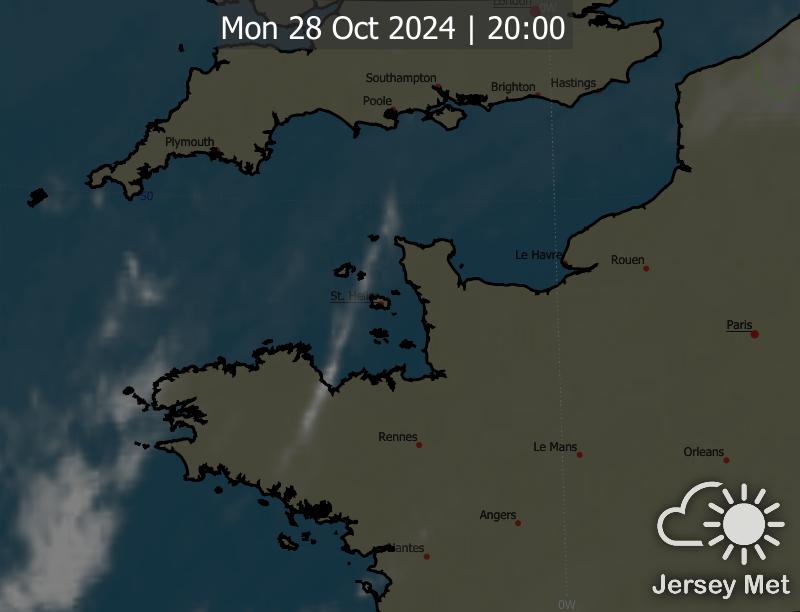 London
0W
Mon 28 Oct 2024 | 20:00
Southampton
Brighton
Hastings
Poole
Plymouth
50
Le Havre
Rouen
St. Helier
Paris
Rennes
Le Mans
Orleans
Angers
Nantes
Jersey Met
0W